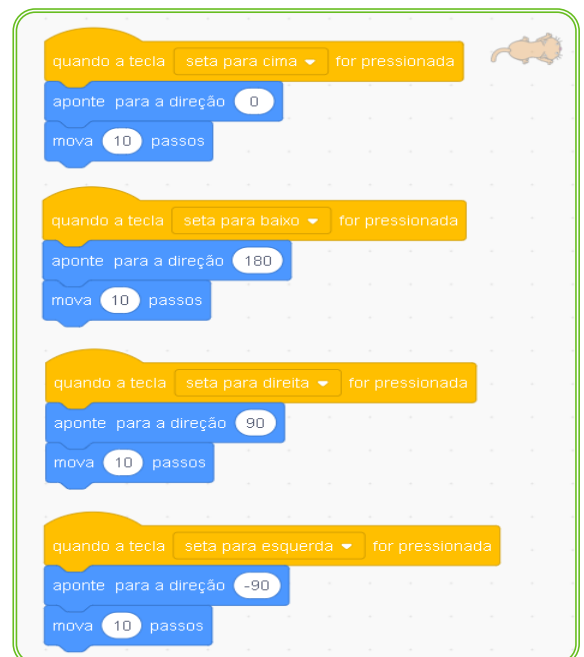 quando a tecla seta para cima for pressionada
aponte para a direção 0
mova 10 passos
quando a tecla seta para baixo for pressionada
aponte para a direção 180
mova 10 passos
quando a tecla seta para direita for pressionada
aponte para a direção 90
mova 10 passos
quando a tecla seta para esquerda for pressionada
aponte para a direção -90
mova 10 passos